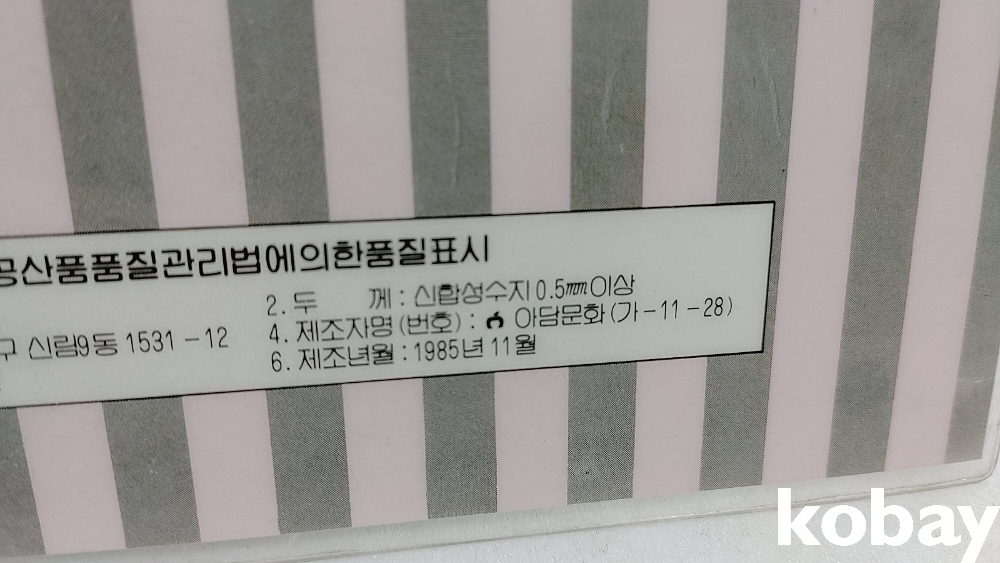 공산품품질관리법에의한품질표시
2. 두 께 : 신합성수지 0.5㎜이상
구 신림9동 1531 - 12
4. 제조자명 (번호) : 아담문화 (가-11-28)
6. 제조년월 : 1985년 11월
kobay